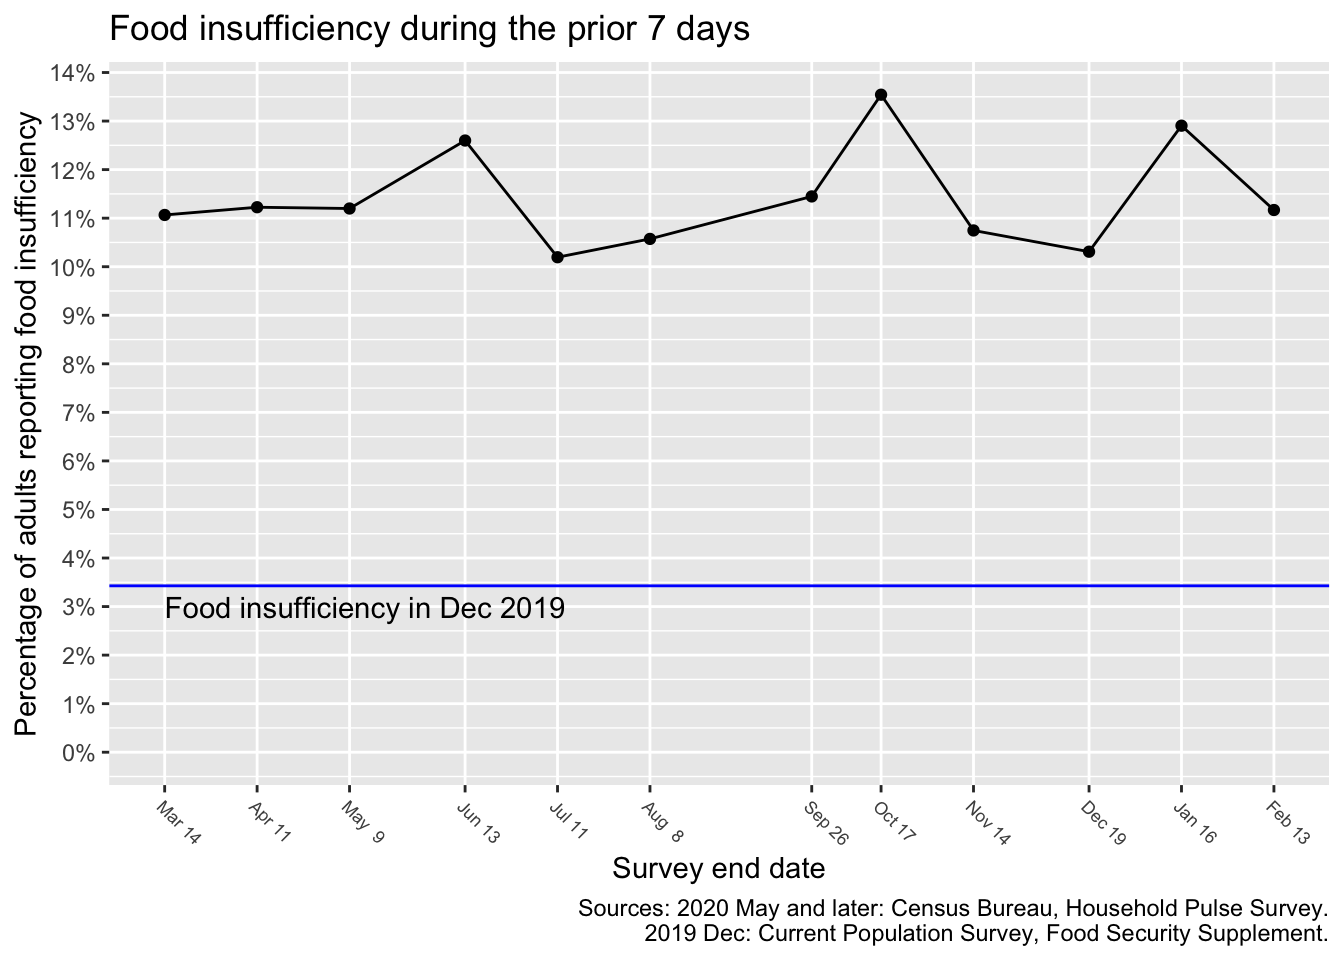 Food insufficiency during the prior 7 days
Percentage of adults reporting food insufficiency
14%
13%
12%
11%
10%
9%
8%
7%
6%
5%
4%
3%
2%
1%
0%
Food insufficiency in Dec 2019
Mar 14
Apr 11
May  9
Jun 13
Jul 11
Aug  8
Sep 26
Oct 17
Nov 14
Dec 19
Jan 16
Feb 13
Survey end date
Sources: 2020 May and later: Census Bureau, Household Pulse Survey.
2019 Dec: Current Population Survey, Food Security Supplement.